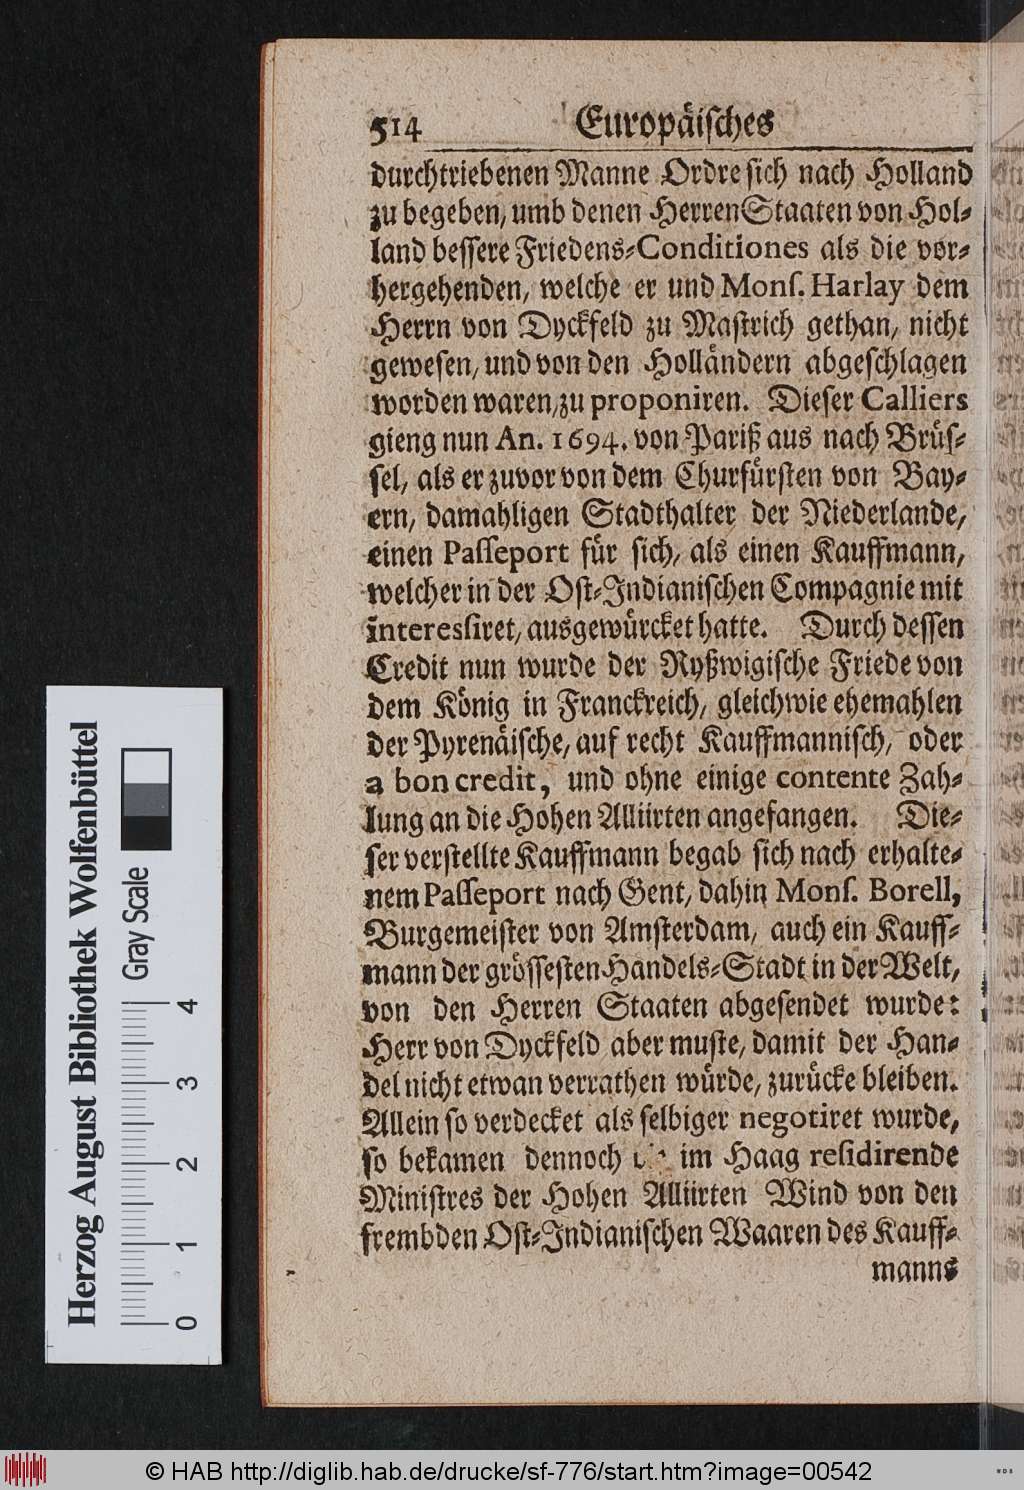 514 Europäiſches
durchtriebenen Manne Ordre ſich nach Holland
zu begeben, umb denen Herren Staaten von Hol-
land beſſere Friedens-Conditiones als die vor-
hergehenden, welche er und Monſ. Harlay dem
Herrn von Dyckfeld zu Maſtrich gethan, nicht
geweſen, und von den Holländern abgeſchlagen
worden waren, zu proponiren. Dieſer Calliers
gieng nun An. 1694. von Pariß aus nach Brüſ-
ſel, als er zuvor von dem Churfürſten von Bay-
ern, damahligen Stadthalter der Niederlande,
einen Paſſeport für ſich, als einen Kauffmann,
welcher in der Oſt-Indianiſchen Compagnie mit
intereſſiret, ausgewürcket hatte. Durch deſſen
Credit nun wurde der Ryßwigiſche Friede von
dem König in Franckreich, gleichwie ehemahlen
der Pyrenäiſche, auf recht Kauffmanniſch, oder
a bon credit, und ohne einige contente Zah-
lung an die Hohen Alliirten angefangen. Die-
ſer verſtellte Kauffmann begab ſich nach erhalte-
nem Paſſeport nach Gent, dahin Monſ. Borell,
Burgemeiſter von Amſterdam, auch ein Kauff-
mann der gröſſeſten Handels-Stadt in der Welt,
von den Herren Staaten abgeſendet wurde:
Herr von Dyckfeld aber muſte, damit der Han-
del nicht etwan verrathen würde, zurücke bleiben.
Allein ſo verdecket als ſelbiger negotiret wurde,
ſo bekamen dennoch im Haag reſidirende
Miniſtres der Hohen Alliirten Wind von den
frembden Oſt-Indianiſchen Waaren des Kauff-
manns
Herzog August Bibliothek Wolfenbüttel
Gray Scale
0 1 2 3 4
© HAB http://diglib.hab.de/drucke/sf-776/start.htm?image=00542